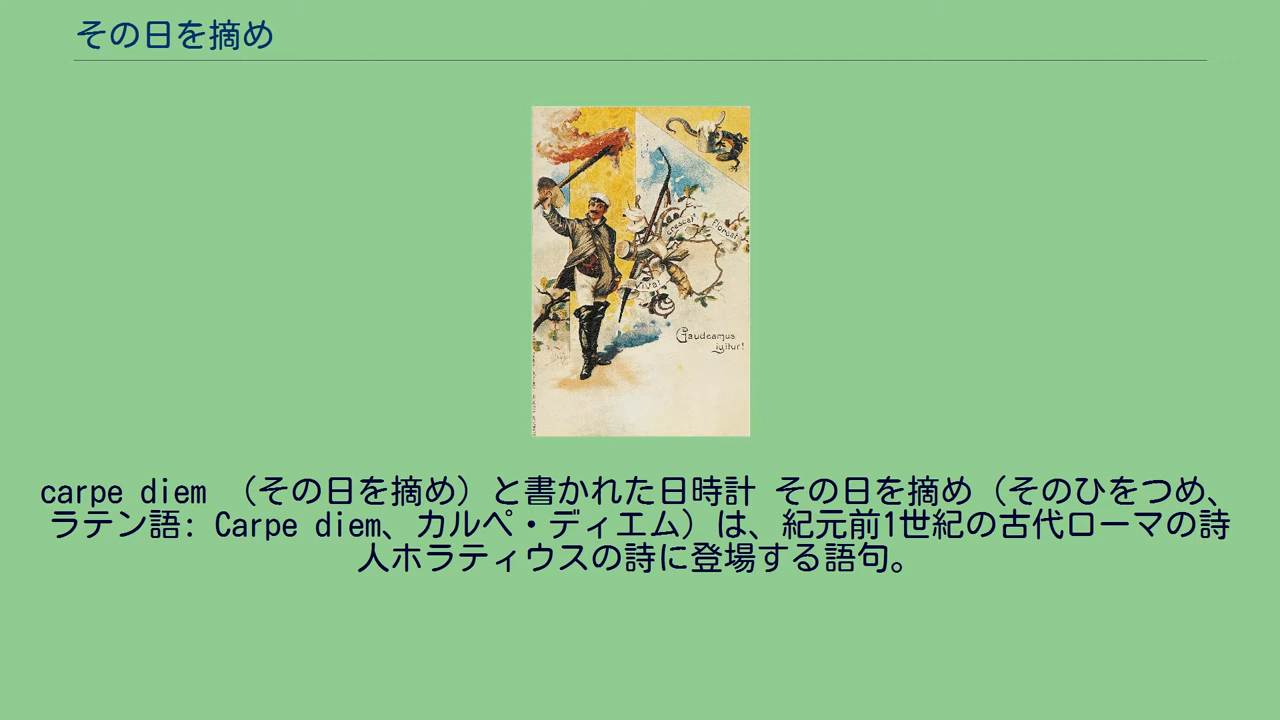 その日を摘め
Crescat
Floreat
Vivat
Gaudeamus
igitur!
carpe diem （その日を摘め）と書かれた日時計 その日を摘め（そのひをつめ、
ラテン語: Carpe diem、カルペ・ディエム）は、紀元前1世紀の古代ローマの詩
人ホラティウスの詩に登場する語句。